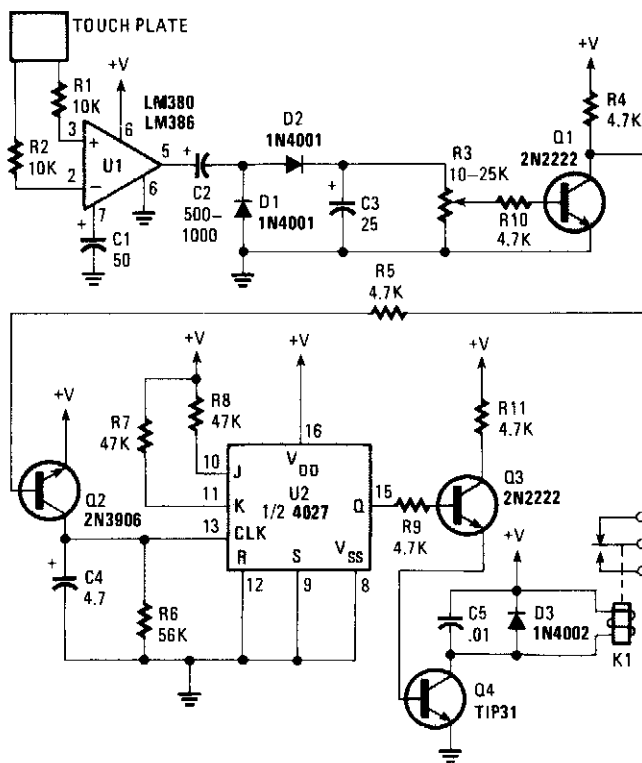 TOUCH PLATE
R1
10K
R2
10K
+V
LM380
LM386
3
+
6
U1
5
2
−
7
6
+
C1
50
+
C2
500–
1000
D2
1N4001
D1
1N4001
+
C3
25
R3
10–25K
R10
4.7K
+V
R4
4.7K
Q1
2N2222
R5
4.7K
+V
Q2
2N3906
+
C4
4.7
R6
56K
+V
R7
47K
R8
47K
+V
16
VDD
10
J
11
K
U2
1/2 4027
Q
15
13
CLK
R
S
VSS
12
9
8
R9
4.7K
+V
R11
4.7K
Q3
2N2222
+V
C5
.01
D3
1N4002
K1
Q4
TIP31